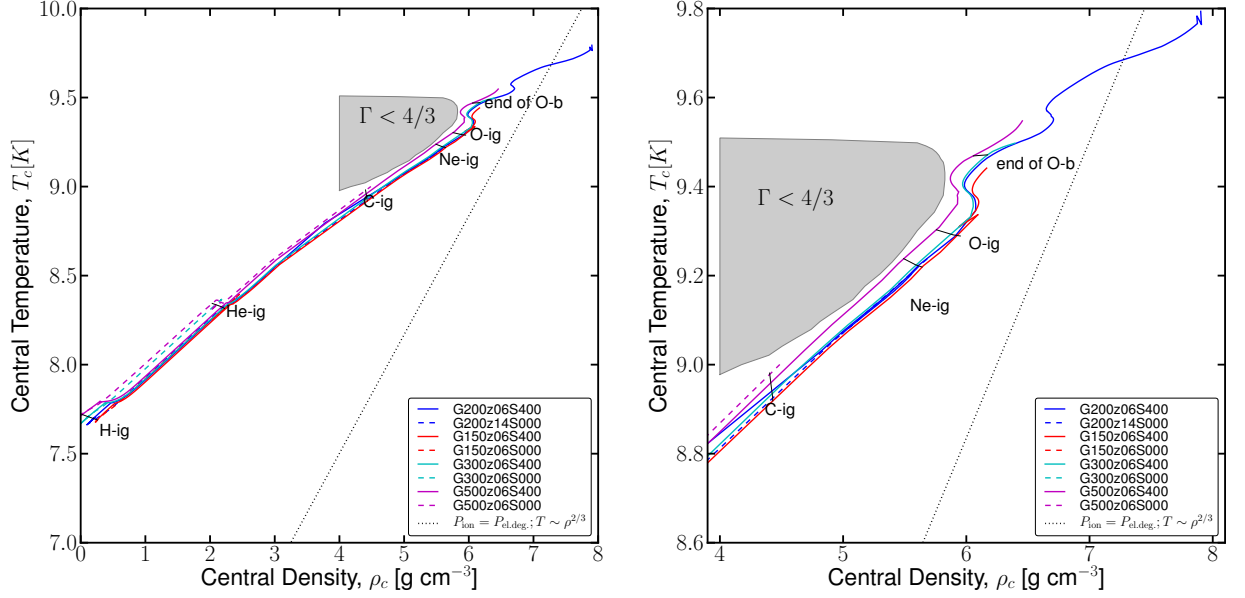 10.0
9.5
9.0
8.5
8.0
7.5
7.0
Central Temperature, T_c [K]
Γ < 4/3
end of O-b
O-ig
Ne-ig
C-ig
He-ig
H-ig
G200z06S400
G200z14S000
G150z06S400
G150z06S000
G300z06S400
G300z06S000
G500z06S400
G500z06S000
P_ion = P_el.deg.; T ~ ρ^2/3
0 1 2 3 4 5 6 7 8
Central Density, ρ_c [g cm⁻³]
9.8
9.6
9.4
9.2
9.0
8.8
8.6
Central Temperature, T_c [K]
Γ < 4/3
end of O-b
O-ig
Ne-ig
C-ig
G200z06S400
G200z14S000
G150z06S400
G150z06S000
G300z06S400
G300z06S000
G500z06S400
G500z06S000
P_ion = P_el.deg.; T ~ ρ^2/3
4 5 6 7 8
Central Density, ρ_c [g cm⁻³]